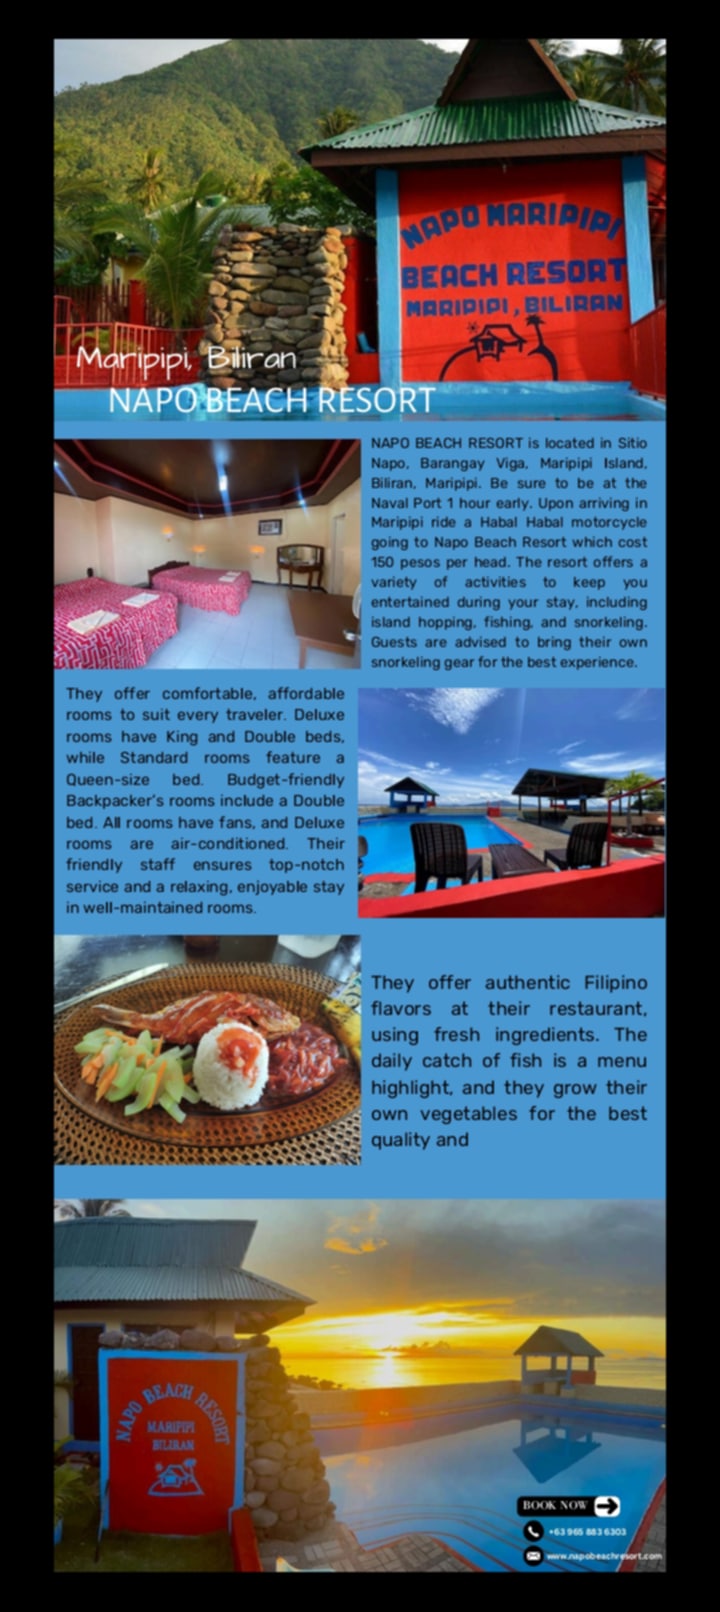 NAPO MARIPIPI
BEACH RESORT
MARIPIPI, BILIRAN
Maripipi, Biliran
NAPO BEACH RESORT
NAPO BEACH RESORT is located in Sitio
Napo, Barangay Viga, Maripipi Island,
Biliran, Maripipi. Be sure to be at the
Naval Port 1 hour early. Upon arriving in
Maripipi ride a Habal Habal motorcycle
going to Napo Beach Resort which cost
150 pesos per head. The resort offers a
variety of activities to keep you
entertained during your stay, including
island hopping, fishing, and snorkeling.
Guests are advised to bring their own
snorkeling gear for the best experience.
They offer comfortable, affordable
rooms to suit every traveler. Deluxe
rooms have King and Double beds,
while Standard rooms feature a
Queen-size bed. Budget-friendly
Backpacker's rooms include a Double
bed. All rooms have fans, and Deluxe
rooms are air-conditioned. Their
friendly staff ensures top-notch
service and a relaxing, enjoyable stay
in well-maintained rooms.
They offer authentic Filipino
flavors at their restaurant,
using fresh ingredients. The
daily catch of fish is a menu
highlight, and they grow their
own vegetables for the best
quality and
NAPO BEACH RESORT
MARIPIPI
BILIRAN
BOOK NOW
+63 965 883 6303
www.napobeachresort.com